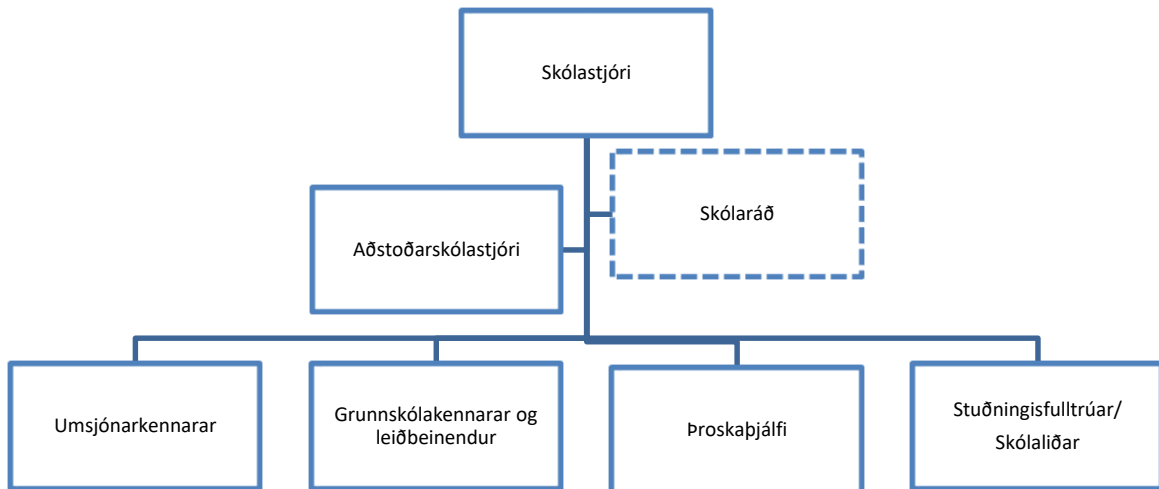 Skólastjóri
Skólaráð
Aðstoðarskólastjóri
Umsjónarkennarar
Grunnskólakennarar og
leiðbeinendur
Þroskaþjálfi
Stuðningisfulltrúar/
Skólaliðar